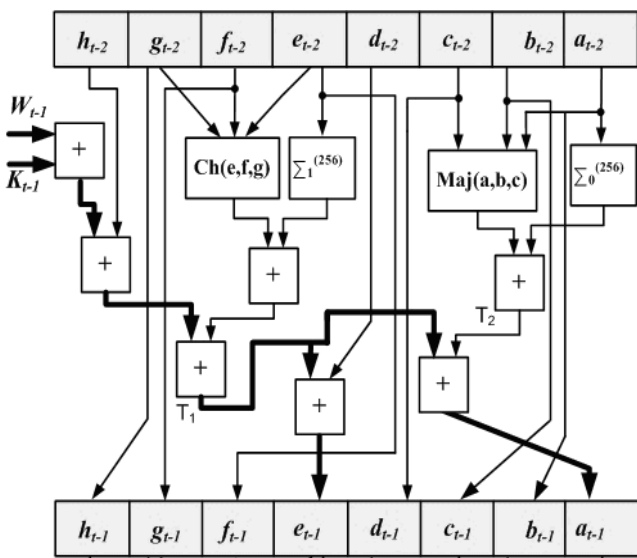 h_{t-2} g_{t-2} f_{t-2} e_{t-2} d_{t-2} c_{t-2} b_{t-2} a_{t-2}
W_{t-1}
+
K_{t-1}
Ch(e,f,g)
∑₁^{(256)}
Maj(a,b,c)
∑₀^{(256)}
+
+
+
T₂
+
T₁
+
+
h_{t-1} g_{t-1} f_{t-1} e_{t-1} d_{t-1} c_{t-1} b_{t-1} a_{t-1}